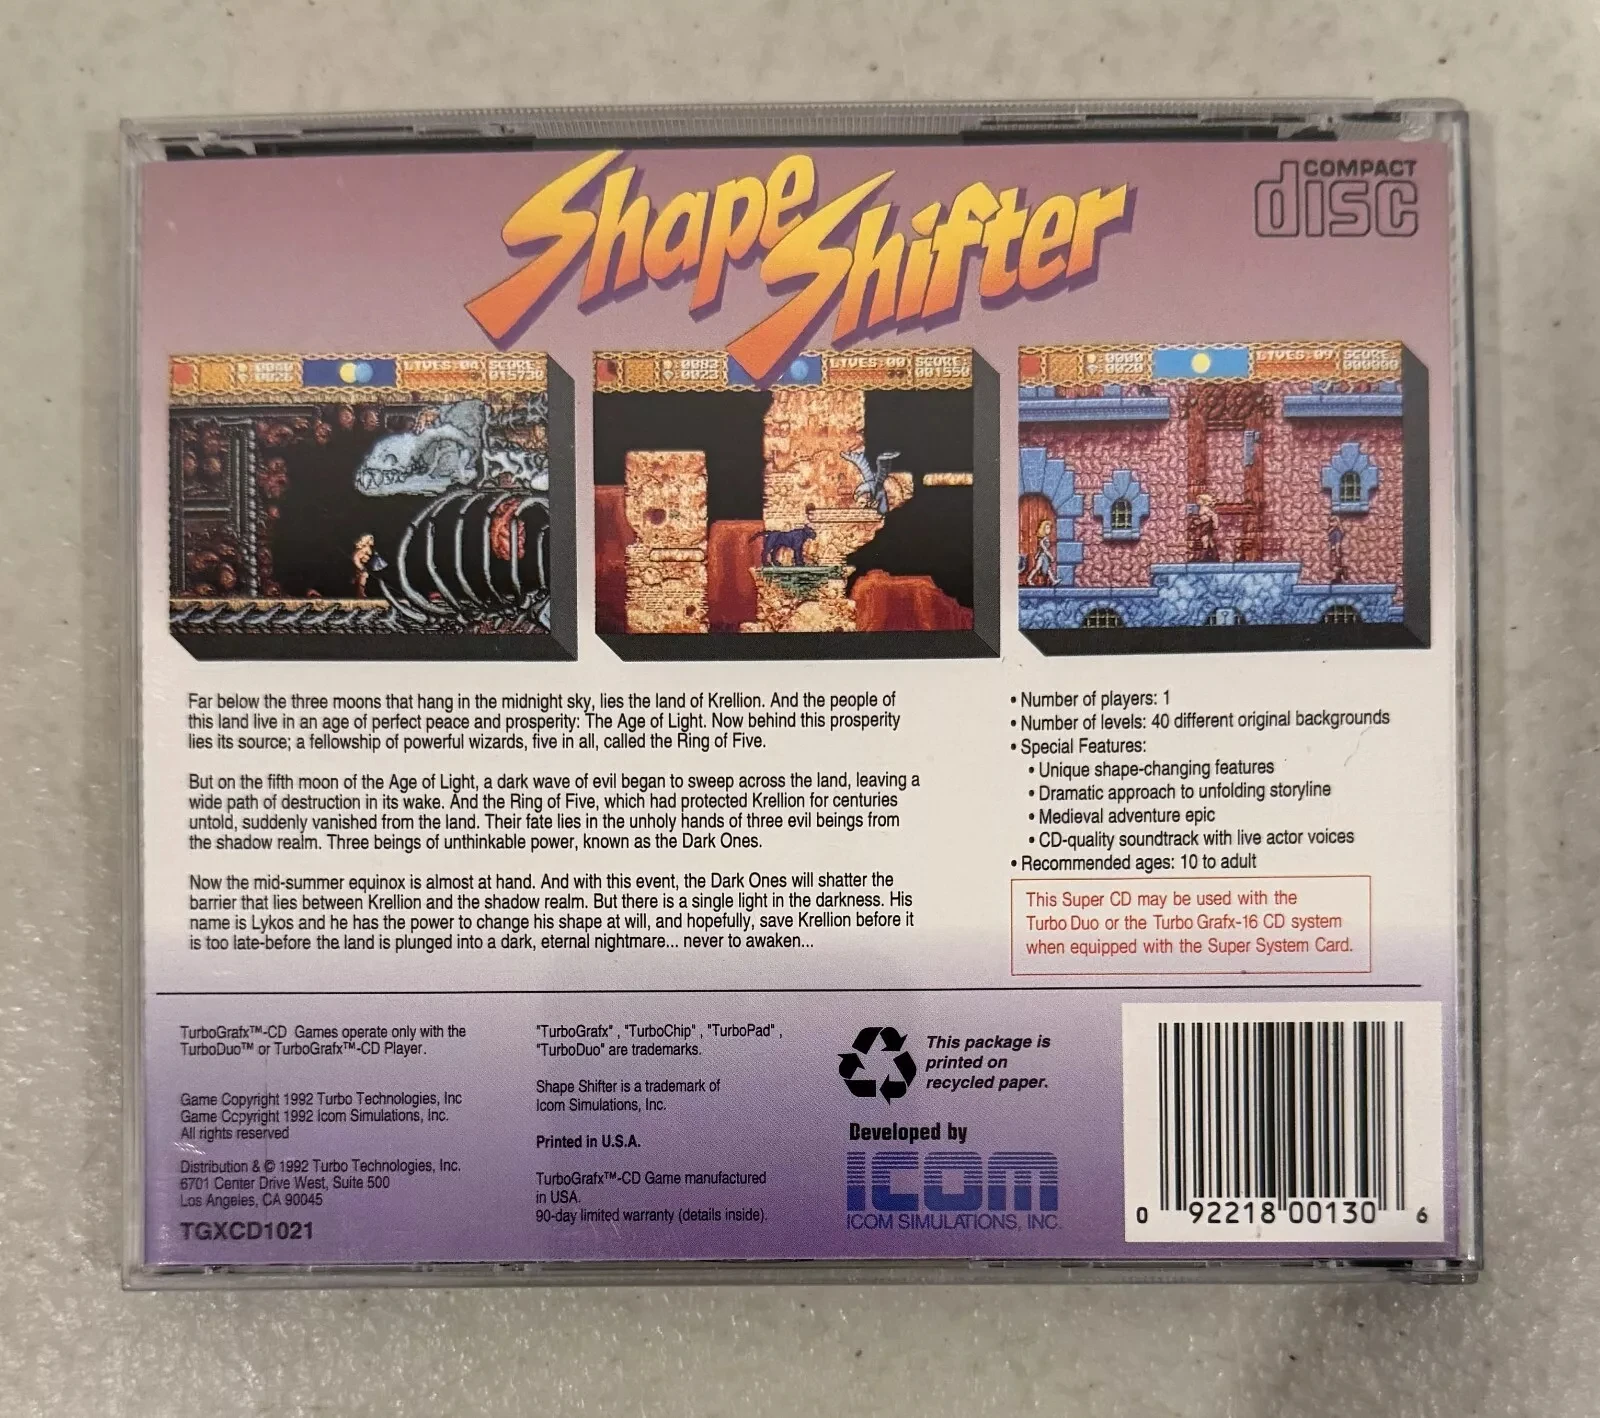 Shape Shifter
COMPACT
disc
LIVES:04 SCORE:
015730
LIVES:00 SCORE:
001550
0000
0020
LIVES:09 SCORE:
000000
Far below the three moons that hang in the midnight sky, lies the land of Krellion. And the people of
this land live in an age of perfect peace and prosperity: The Age of Light. Now behind this prosperity
lies its source; a fellowship of powerful wizards, five in all, called the Ring of Five.
But on the fifth moon of the Age of Light, a dark wave of evil began to sweep across the land, leaving a
wide path of destruction in its wake. And the Ring of Five, which had protected Krellion for centuries
untold, suddenly vanished from the land. Their fate lies in the unholy hands of three evil beings from
the shadow realm. Three beings of unthinkable power, known as the Dark Ones.
Now the mid-summer equinox is almost at hand. And with this event, the Dark Ones will shatter the
barrier that lies between Krellion and the shadow realm. But there is a single light in the darkness. His
name is Lykos and he has the power to change his shape at will, and hopefully, save Krellion before it
is too late-before the land is plunged into a dark, eternal nightmare... never to awaken...
• Number of players: 1
• Number of levels: 40 different original backgrounds
• Special Features:
• Unique shape-changing features
• Dramatic approach to unfolding storyline
• Medieval adventure epic
• CD-quality soundtrack with live actor voices
• Recommended ages: 10 to adult
This Super CD may be used with the
Turbo Duo or the Turbo Grafx-16 CD system
when equipped with the Super System Card.
TurboGrafx™-CD Games operate only with the
TurboDuo™ or TurboGrafx™-CD Player.
Game Copyright 1992 Turbo Technologies, Inc
Game Copyright 1992 Icom Simulations, Inc.
All rights reserved
Distribution & © 1992 Turbo Technologies, Inc.
6701 Center Drive West, Suite 500
Los Angeles, CA 90045
TGXCD1021
"TurboGrafx", "TurboChip", "TurboPad",
"TurboDuo" are trademarks.
Shape Shifter is a trademark of
Icom Simulations, Inc.
Printed in U.S.A.
TurboGrafx™-CD Game manufactured
in USA.
90-day limited warranty (details inside).
This package is
printed on
recycled paper.
Developed by
ICOM
ICOM SIMULATIONS, INC.
0 92218 00130 6